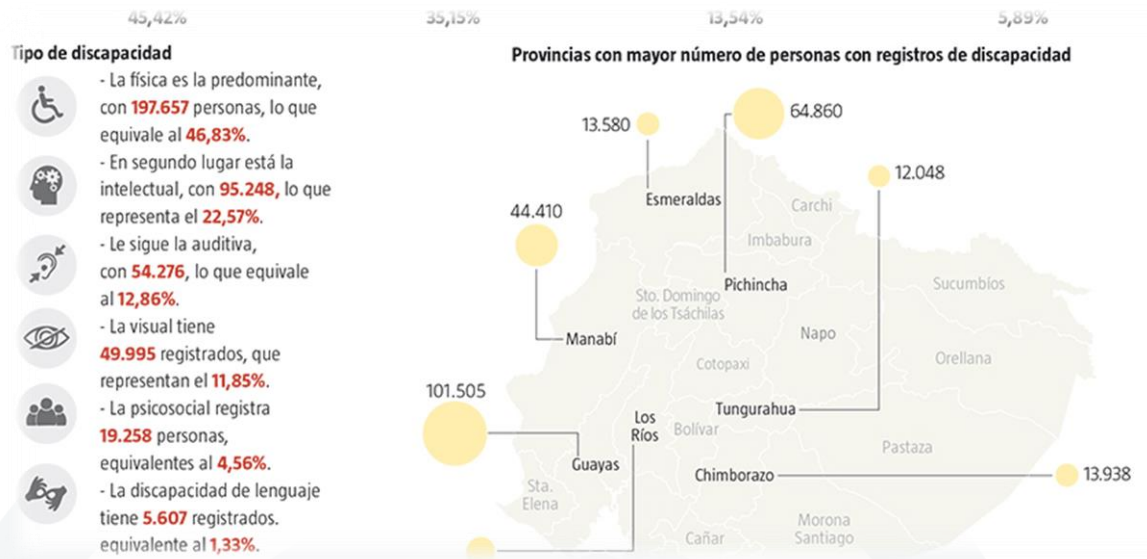 45,42% 35,15% 13,54% 5,89%
Tipo de discapacidad
- La física es la predominante,
con 197.657 personas, lo que
equivale al 46,83%.
- En segundo lugar está la
intelectual, con 95.248, lo que
representa el 22,57%.
- Le sigue la auditiva,
con 54.276, lo que equivale
al 12,86%.
- La visual tiene
49.995 registrados, que
representan el 11,85%.
- La psicosocial registra
19.258 personas,
equivalentes al 4,56%.
- La discapacidad de lenguaje
tiene 5.607 registrados.
equivalente al 1,33%.
Provincias con mayor número de personas con registros de discapacidad
64.860
13.580
12.048
Esmeraldas
Carchi
44.410
Imbabura
Pichincha
Sucumbíos
Sto. Domingo
de los Tsáchilas
Napo
Manabí
Orellana
Cotopaxi
101.505
Tungurahua
Los
Ríos
Bolívar
Pastaza
Guayas
Chimborazo
13.938
Sta.
Elena
Morona
Santiago
Cañar